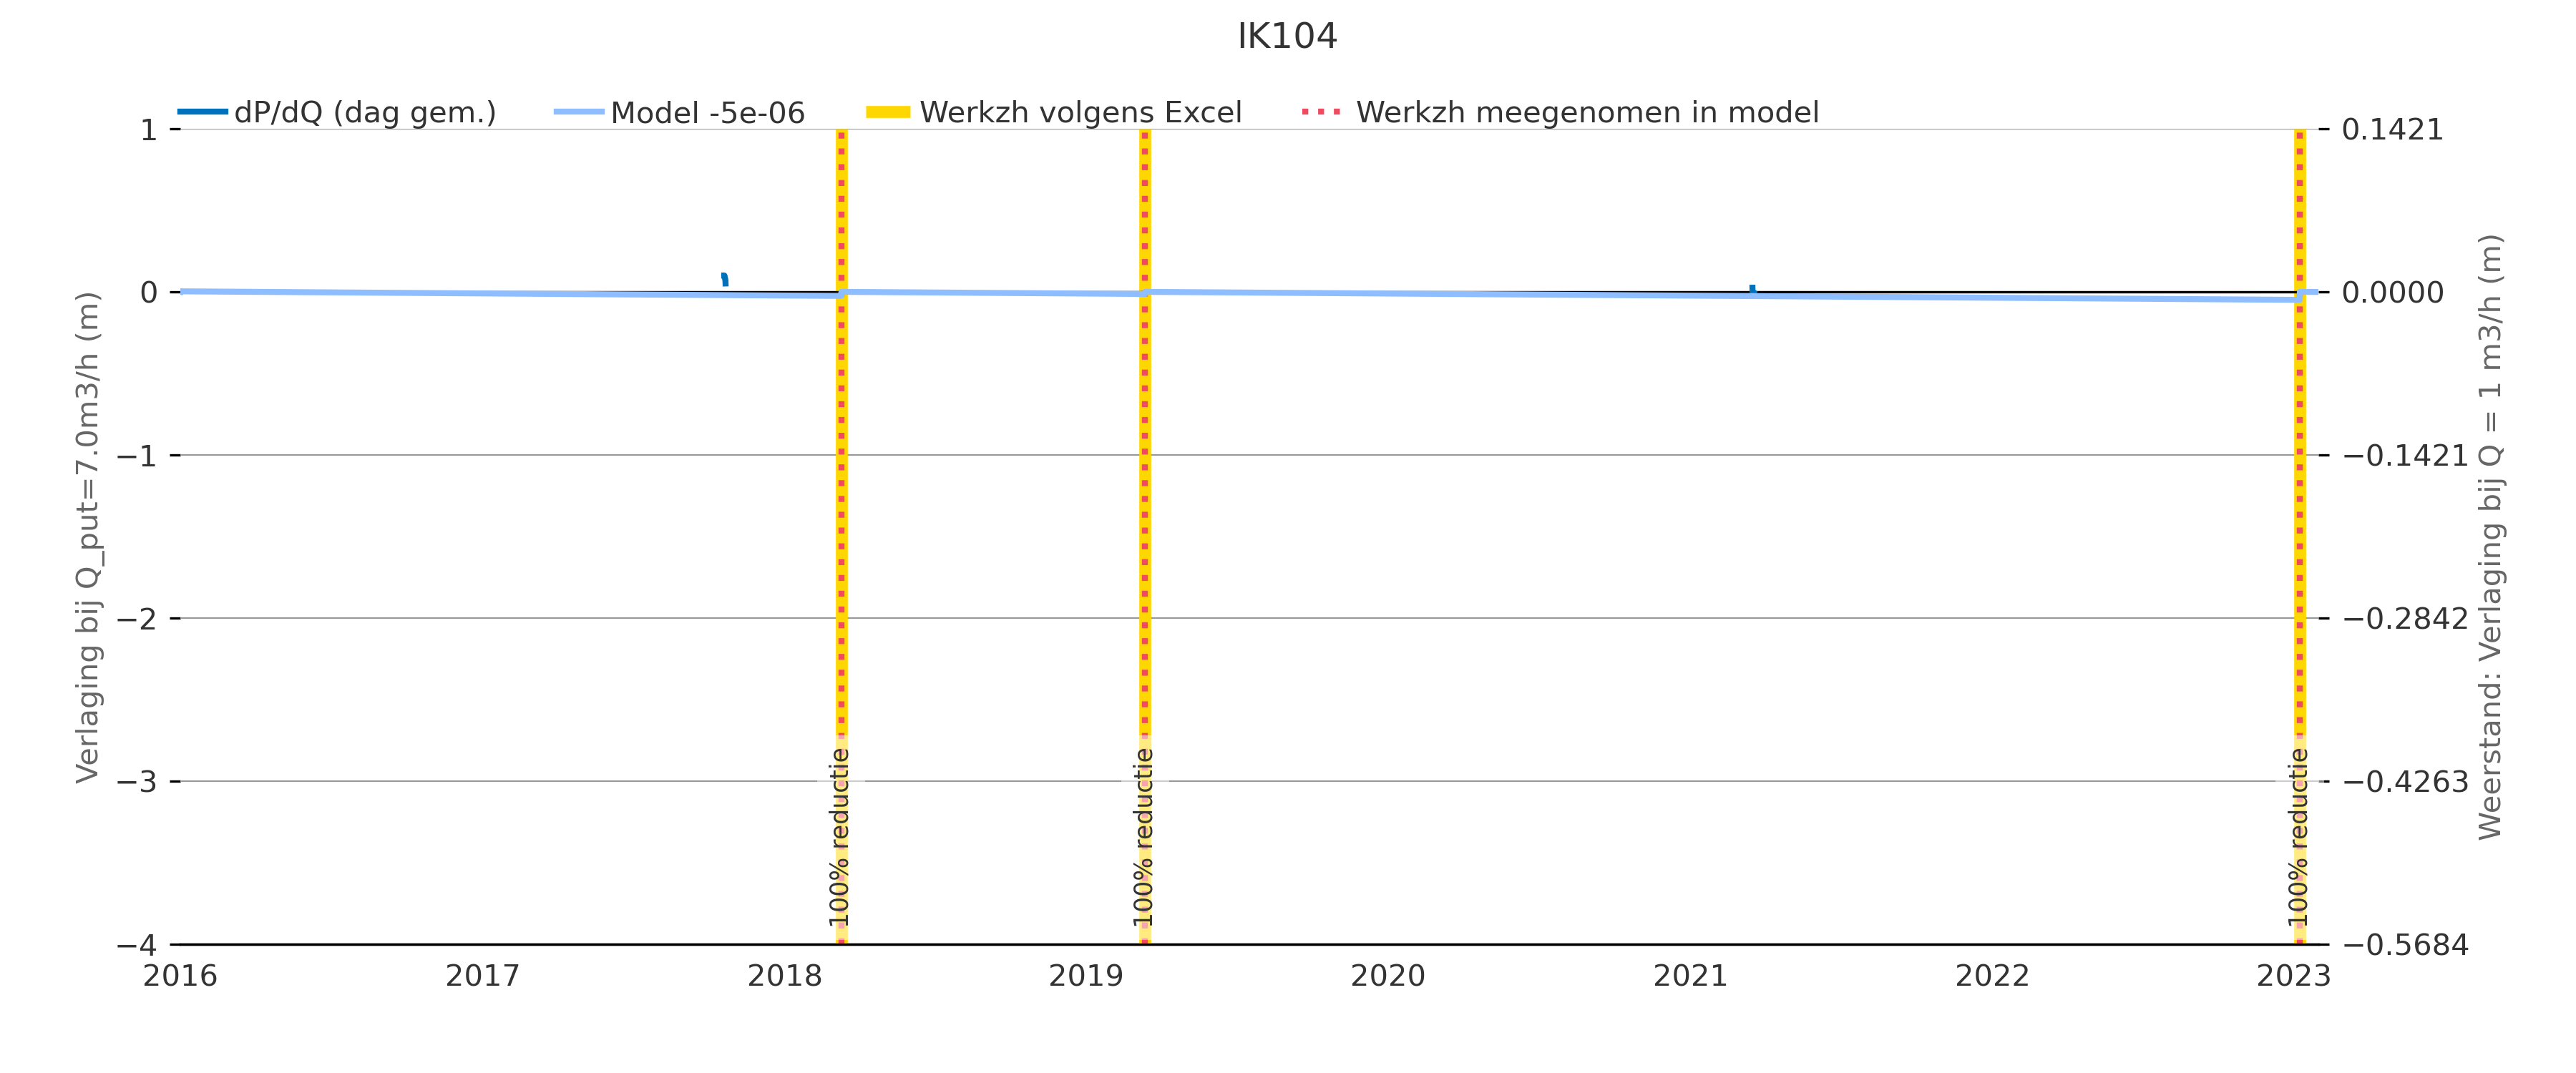 IK104
dP/dQ (dag gem.) Model -5e-06 Werkzh volgens Excel Werkzh meegenomen in model
1 0.1421
0 0.0000
−1 −0.1421
−2 −0.2842
−3 −0.4263
−4 −0.5684
Verlaging bij Q_put=7.0m3/h (m)
Weerstand: Verlaging bij Q = 1 m3/h (m)
100% reductie
100% reductie
100% reductie
2016 2017 2018 2019 2020 2021 2022 2023